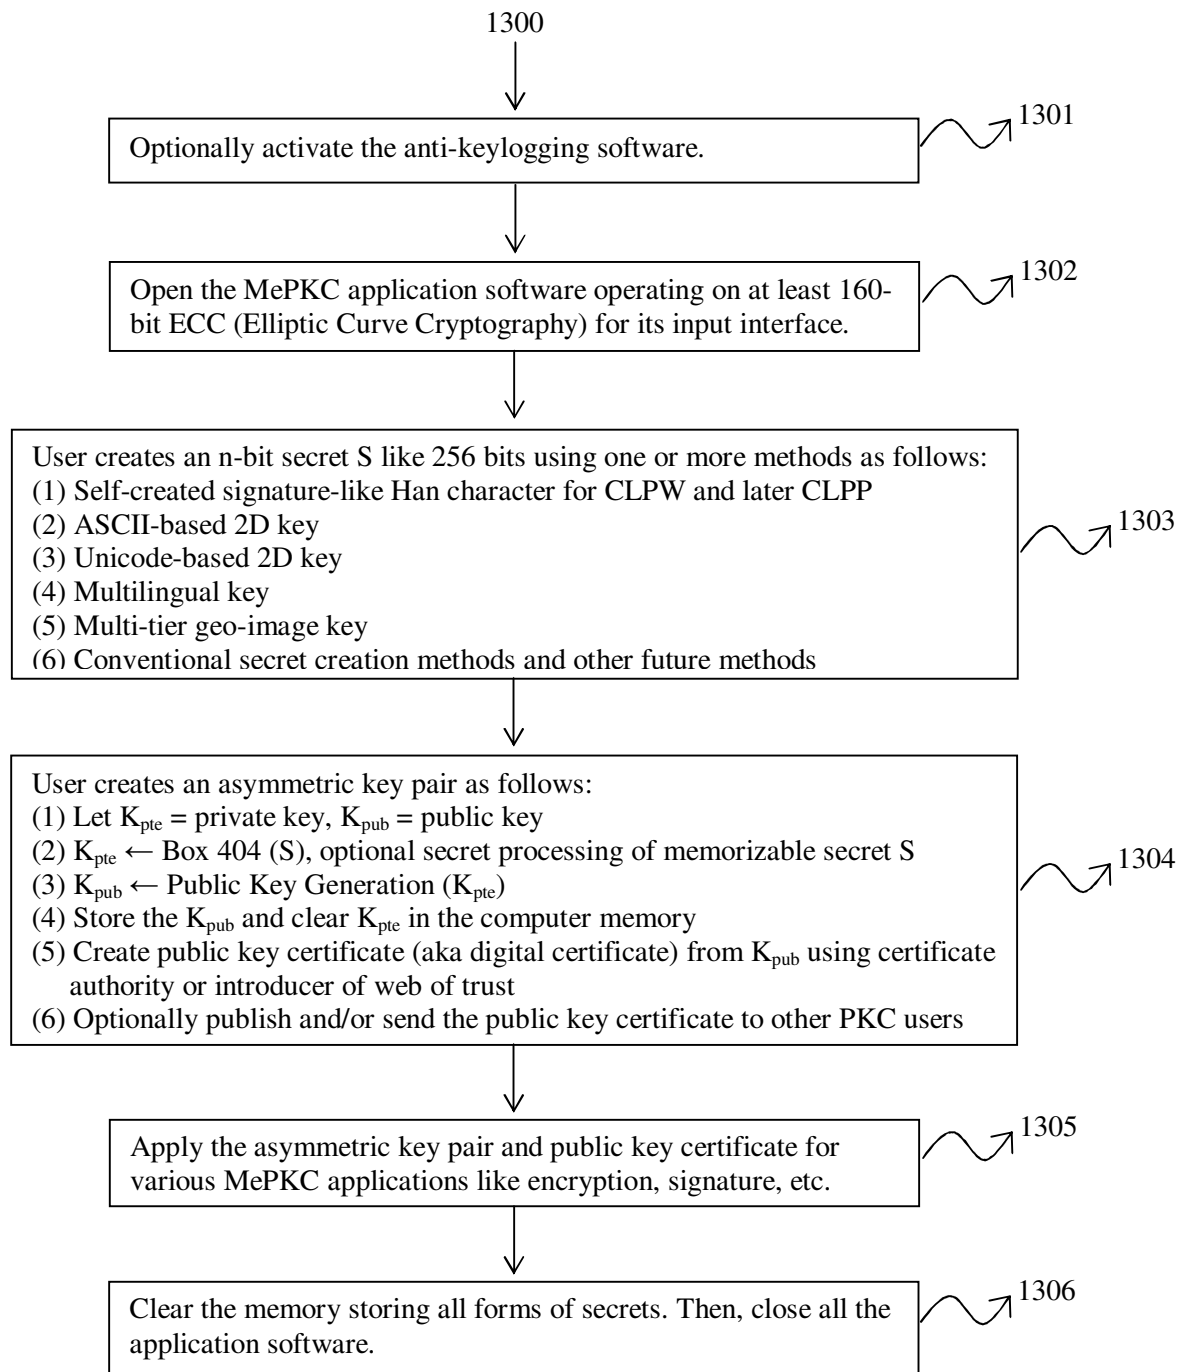 1300
Optionally activate the anti-keylogging software.
1301
Open the MePKC application software operating on at least 160-
bit ECC (Elliptic Curve Cryptography) for its input interface.
1302
User creates an n-bit secret S like 256 bits using one or more methods as follows:
(1) Self-created signature-like Han character for CLPW and later CLPP
(2) ASCII-based 2D key
(3) Unicode-based 2D key
(4) Multilingual key
(5) Multi-tier geo-image key
(6) Conventional secret creation methods and other future methods
1303
User creates an asymmetric key pair as follows:
(1) Let Kpte = private key, Kpub = public key
(2) Kpte ← Box 404 (S), optional secret processing of memorizable secret S
(3) Kpub ← Public Key Generation (Kpte)
(4) Store the Kpub and clear Kpte in the computer memory
(5) Create public key certificate (aka digital certificate) from Kpub using certificate
authority or introducer of web of trust
(6) Optionally publish and/or send the public key certificate to other PKC users
1304
Apply the asymmetric key pair and public key certificate for
various MePKC applications like encryption, signature, etc.
1305
Clear the memory storing all forms of secrets. Then, close all the
application software.
1306